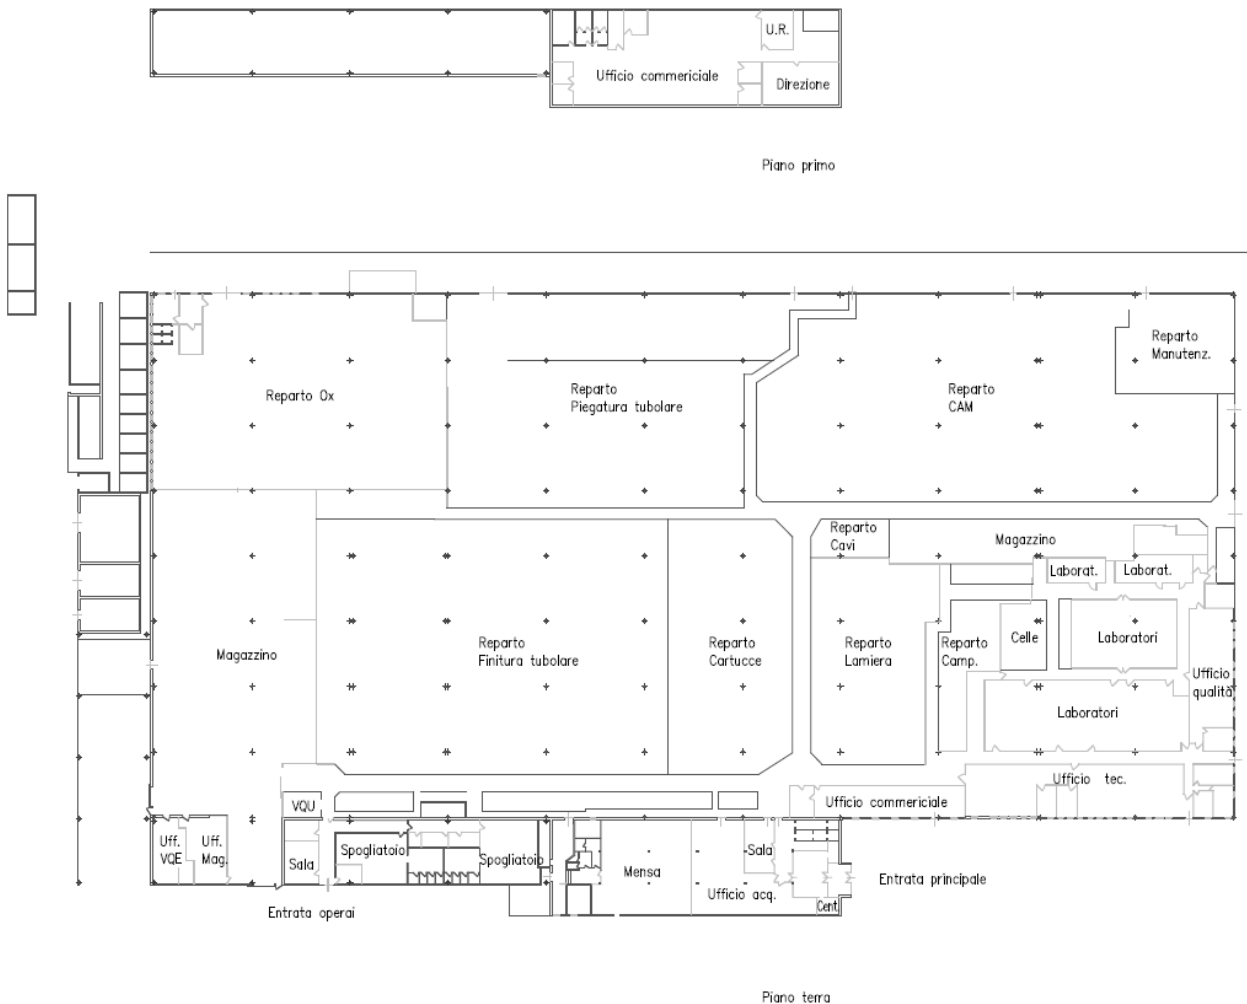 U.R.
Ufficio commericiale
Direzione
Piano primo
Reparto
Manutenz.
Reparto Ox
Reparto
Piegatura tubolare
Reparto
CAM
Reparto
Cavi
Magazzino
Laborat.
Laborat.
Reparto
Finitura tubolare
Reparto
Cartucce
Reparto
Lamiera
Reparto
Camp.
Celle
Laboratori
Magazzino
Ufficio
qualità
Laboratori
Ufficio tec.
VQU
Ufficio commericiale
Uff.
VQE
Uff.
Mag.
Sala
Spogliatoio
Spogliatoio
Mensa
Sala
Ufficio acq.
Cent.
Entrata principale
Entrata operai
Piano terra